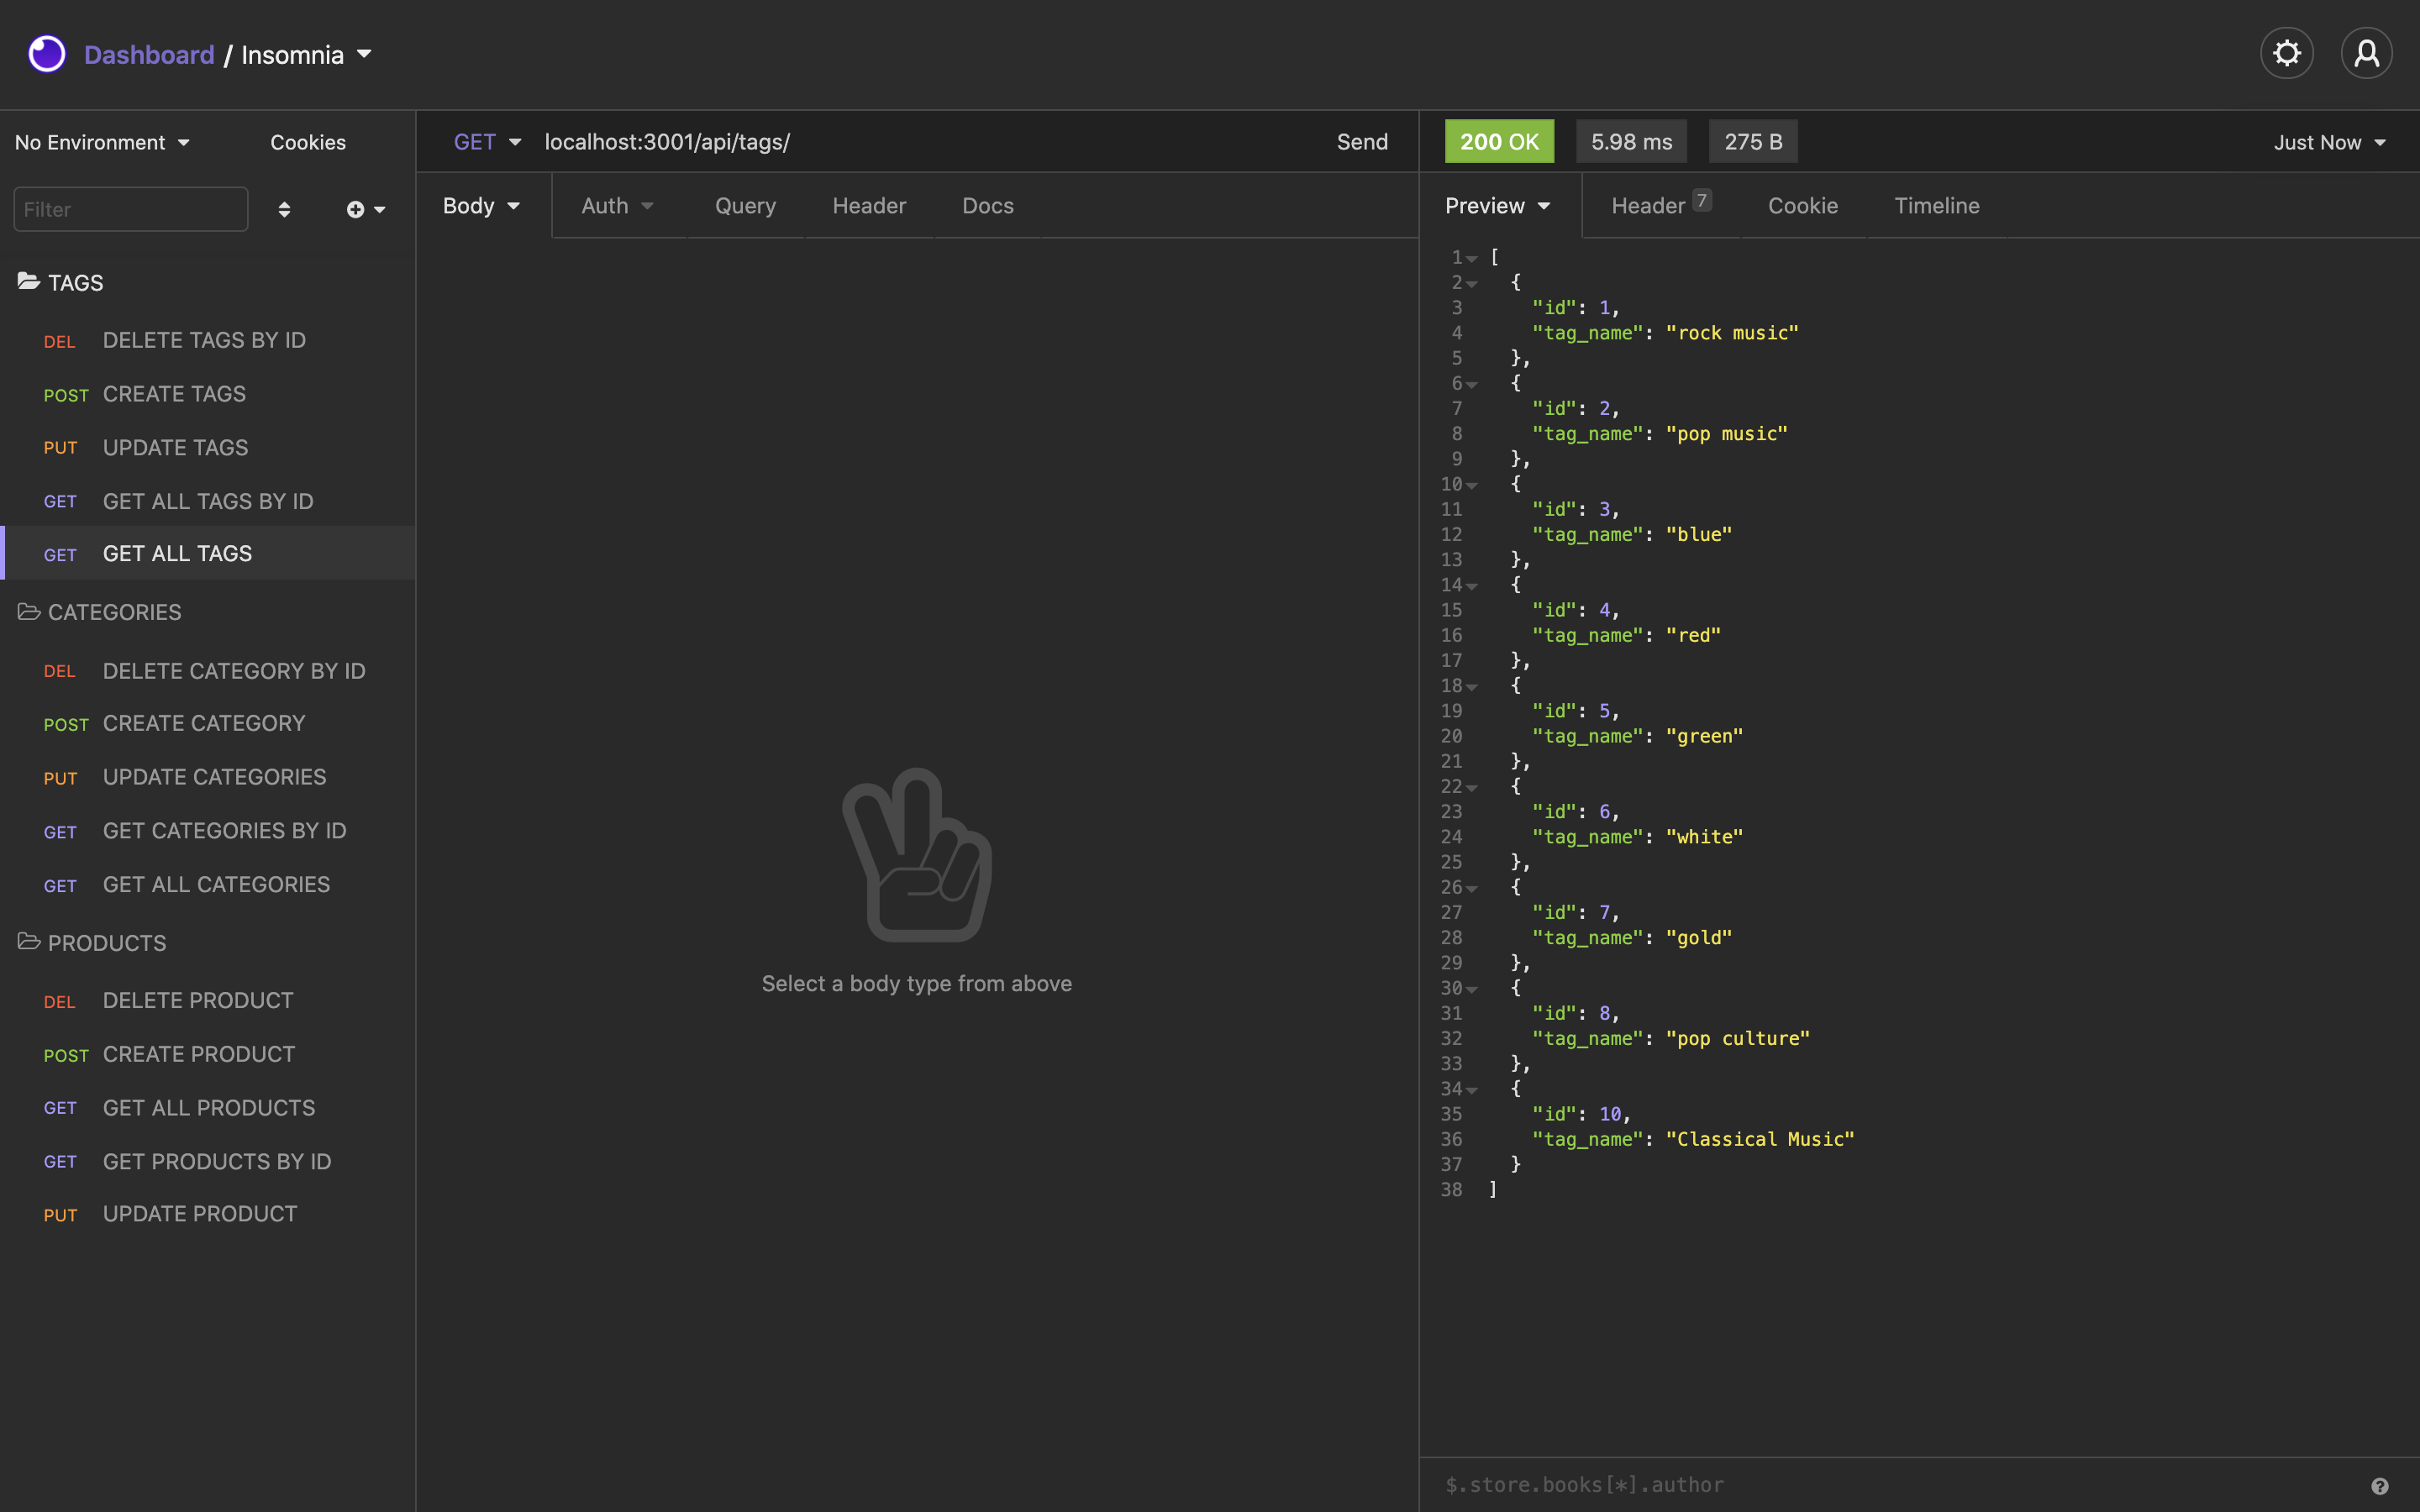 Dashboard / Insomnia
No Environment Cookies
Filter
TAGS
DEL DELETE TAGS BY ID
POST CREATE TAGS
PUT UPDATE TAGS
GET GET ALL TAGS BY ID
GET GET ALL TAGS
CATEGORIES
DEL DELETE CATEGORY BY ID
POST CREATE CATEGORY
PUT UPDATE CATEGORIES
GET GET CATEGORIES BY ID
GET GET ALL CATEGORIES
PRODUCTS
DEL DELETE PRODUCT
POST CREATE PRODUCT
GET GET ALL PRODUCTS
GET GET PRODUCTS BY ID
PUT UPDATE PRODUCT
GET localhost:3001/api/tags/ Send
Body Auth Query Header Docs
Select a body type from above
200 OK 5.98 ms 275 B Just Now
Preview Header 7 Cookie Timeline
1 [
2 {
3 "id": 1,
4 "tag_name": "rock music"
5 },
6 {
7 "id": 2,
8 "tag_name": "pop music"
9 },
10 {
11 "id": 3,
12 "tag_name": "blue"
13 },
14 {
15 "id": 4,
16 "tag_name": "red"
17 },
18 {
19 "id": 5,
20 "tag_name": "green"
21 },
22 {
23 "id": 6,
24 "tag_name": "white"
25 },
26 {
27 "id": 7,
28 "tag_name": "gold"
29 },
30 {
31 "id": 8,
32 "tag_name": "pop culture"
33 },
34 {
35 "id": 10,
36 "tag_name": "Classical Music"
37 }
38 ]
$.store.books[*].author